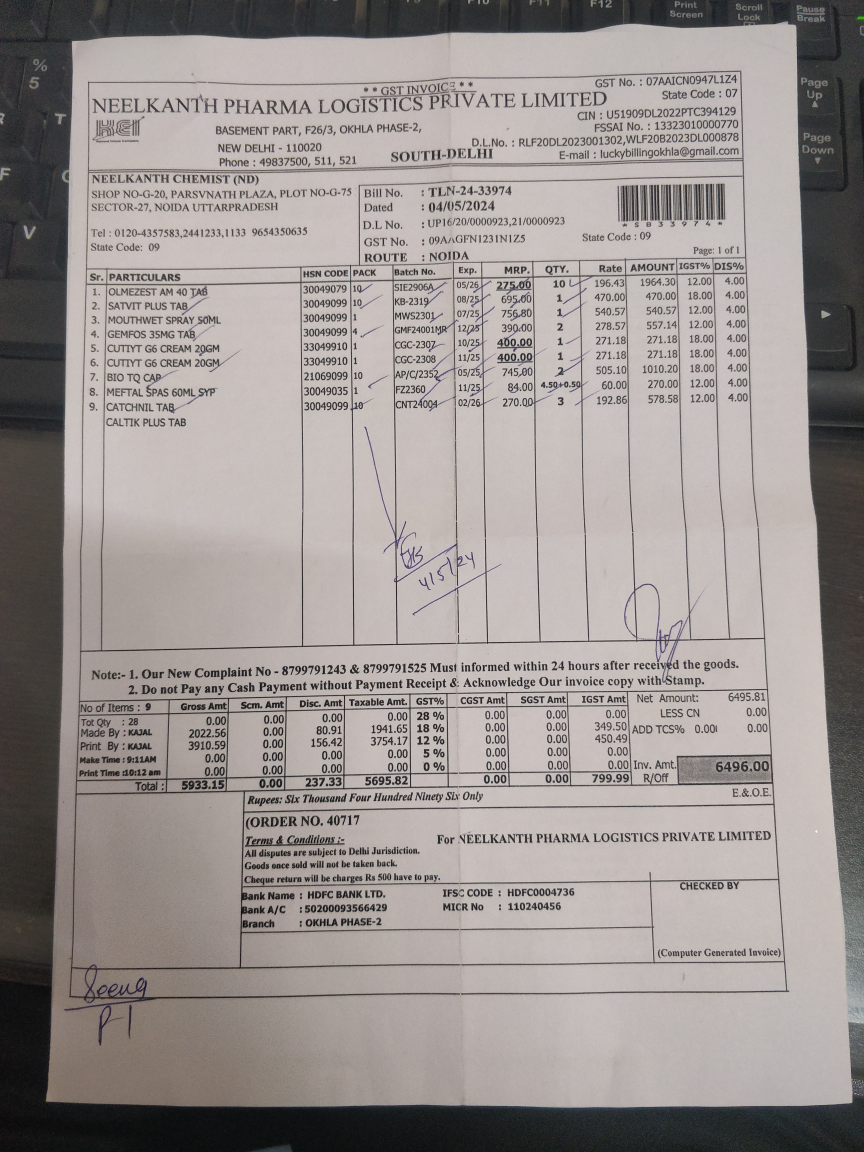 Print Screen
Scroll Lock
Pause Break
F12
% 5
T
F
V
Page Up
Page Down
* * GST INVOICE * *
GST No. : 07AAICN0947L1Z4
State Code : 07
NEELKANTH PHARMA LOGISTICS PRIVATE LIMITED
CIN : U51909DL2022PTC394129
BASEMENT PART, F26/3, OKHLA PHASE-2,
FSSAI No. : 13323010000770
NEW DELHI - 110020
D.L.No. : RLF20DL2023001302,WLF20B2023DL000878
Phone : 49837500, 511, 521
SOUTH-DELHI
E-mail : luckybillingokhla@gmail.com
NEELKANTH CHEMIST (ND)
SHOP NO-G-20, PARSVNATH PLAZA, PLOT NO-G-75
SECTOR-27, NOIDA UTTARPRADESH
Tel : 0120-4357583,2441233,1133 9654350635
State Code: 09
Bill No. : TLN-24-33974
Dated : 04/05/2024
D.L No. : UP16/20/0000923,21/0000923
GST No. : 09AAGFN1231N1Z5
ROUTE : NOIDA
*5833974*
State Code : 09
Page: 1 of 1
Sr. PARTICULARS HSN CODE PACK Batch No. Exp. MRP. QTY. Rate AMOUNT IGST% DIS%
1. OLMEZEST AM 40 TAB 30049079 10 SIE2906A 05/26 275.00 10 196.43 1964.30 12.00 4.00
2. SATVIT PLUS TAB 30049099 10 KB-2319 08/25 695.00 1 470.00 470.00 18.00 4.00
3. MOUTHWET SPRAY 50ML 30049099 1 MWS2301 07/25 756.80 1 540.57 540.57 12.00 4.00
4. GEMFOS 35MG TAB 30049099 4 GMF24001MR 12/25 390.00 2 278.57 557.14 12.00 4.00
5. CUTIYT G6 CREAM 20GM 33049910 1 CGC-2307 10/25 400.00 1 271.18 271.18 18.00 4.00
6. CUTIYT G6 CREAM 20GM 33049910 1 CGC-2308 11/25 400.00 1 271.18 271.18 18.00 4.00
7. BIO TQ CAP 21069099 10 AP/C/2352 05/25 745.00 2 505.10 1010.20 18.00 4.00
8. MEFTAL SPAS 60ML SYP 30049035 1 FZ2360 11/25 84.00 4.50+0.50 60.00 270.00 12.00 4.00
9. CATCHNIL TAB 30049099 10 CNT24004 02/26 270.00 3 192.86 578.58 12.00 4.00
CALTIK PLUS TAB
4/5/24
Note:- 1. Our New Complaint No - 8799791243 & 8799791525 Must informed within 24 hours after received the goods.
2. Do not Pay any Cash Payment without Payment Receipt & Acknowledge Our invoice copy with Stamp.
No of Items : 9
Tot Qty : 28
Made By : KAJAL
Print By : KAJAL
Make Time : 9:11AM
Print Time :10:12 am
Gross Amt Scm. Amt Disc. Amt Taxable Amt. GST% CGST Amt SGST Amt IGST Amt
0.00 0.00 0.00 0.00 28 % 0.00 0.00 0.00
2022.56 0.00 80.91 1941.65 18 % 0.00 0.00 349.50
3910.59 0.00 156.42 3754.17 12 % 0.00 0.00 450.49
0.00 0.00 0.00 0.00 5 % 0.00 0.00 0.00
0.00 0.00 0.00 0.00 0 % 0.00 0.00 0.00
Total : 5933.15 0.00 237.33 5695.82 0.00 0.00 799.99
Net Amount: 6495.81
LESS CN 0.00
ADD TCS% 0.00 0.00
Inv. Amt. 6496.00
R/Off
Rupees: Six Thousand Four Hundred Ninety Six Only
E.&O.E.
(ORDER NO. 40717
Terms & Conditions :-
For NEELKANTH PHARMA LOGISTICS PRIVATE LIMITED
All disputes are subject to Delhi Jurisdiction.
Goods once sold will not be taken back.
Cheque return will be charges Rs 500 have to pay.
Bank Name : HDFC BANK LTD. IFSC CODE : HDFC0004736
Bank A/C : 50200093566429 MICR No : 110240456
Branch : OKHLA PHASE-2
CHECKED BY
(Computer Generated Invoice)
P-1